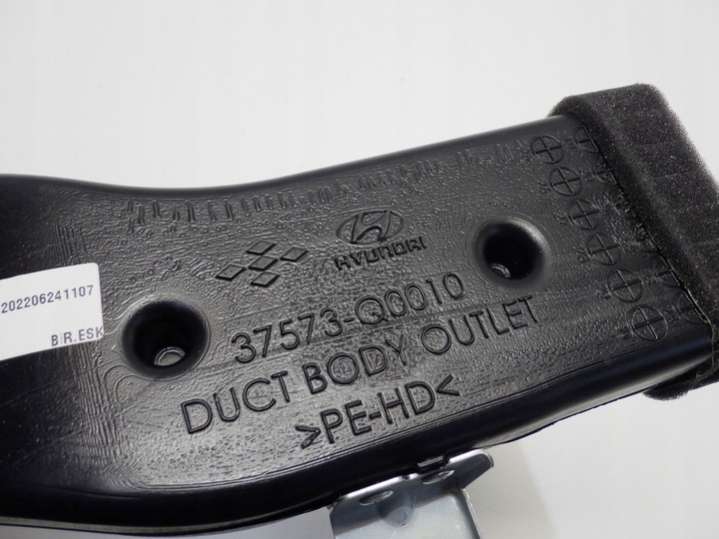 HYUNDAI
202206241107
B/R.ESK
37573-Q0010
DUCT BODY OUTLET
>PE-HD<